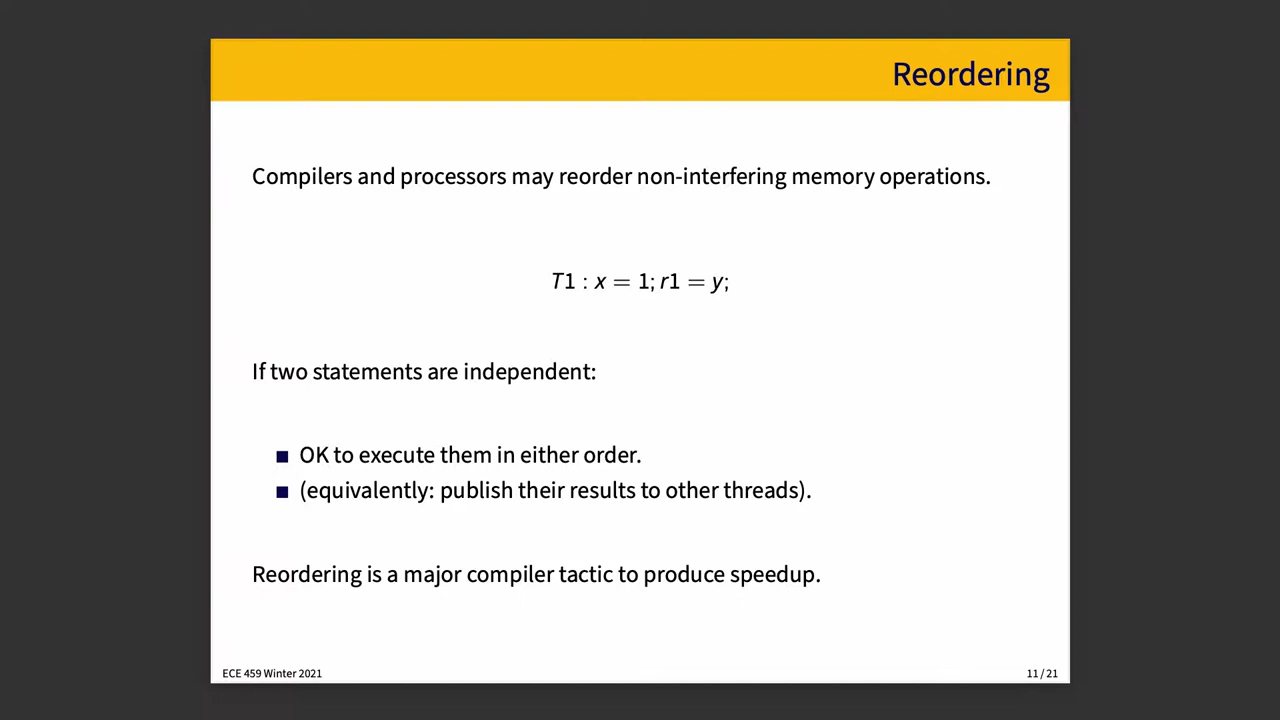 Reordering
Compilers and processors may reorder non-interfering memory operations.
T1 : x = 1; r1 = y;
If two statements are independent:
■ OK to execute them in either order.
■ (equivalently: publish their results to other threads).
Reordering is a major compiler tactic to produce speedup.
ECE 459 Winter 2021
11 / 21